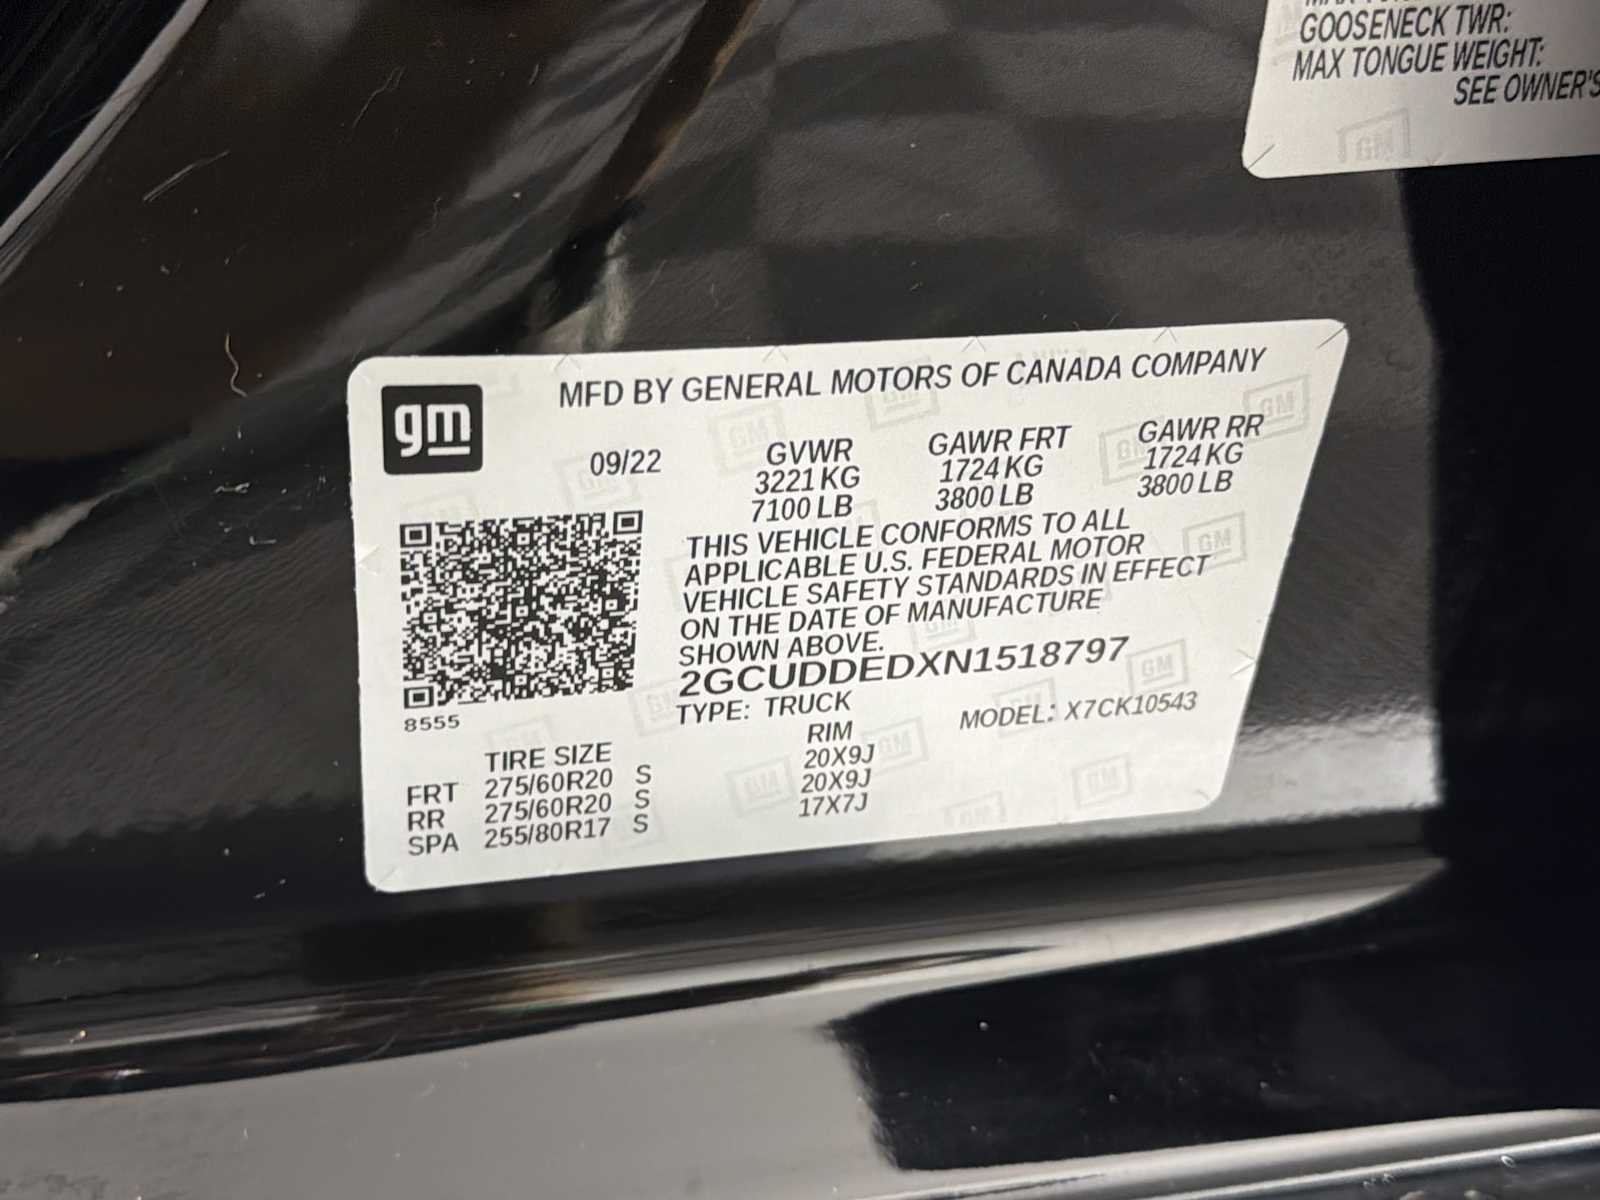 GOOSENECK TWR:
MAX TONGUE WEIGHT:
SEE OWNER'S
gm
MFD BY GENERAL MOTORS OF CANADA COMPANY
09/22 GVWR GAWR FRT GAWR RR
3221 KG 1724 KG 1724 KG
7100 LB 3800 LB 3800 LB
THIS VEHICLE CONFORMS TO ALL
APPLICABLE U.S. FEDERAL MOTOR
VEHICLE SAFETY STANDARDS IN EFFECT
ON THE DATE OF MANUFACTURE
SHOWN ABOVE.
2GCUDDEDXN1518797
8555
TYPE: TRUCK MODEL: X7CK10543
TIRE SIZE RIM
FRT 275/60R20 S 20X9J
RR 275/60R20 S 20X9J
SPA 255/80R17 S 17X7J